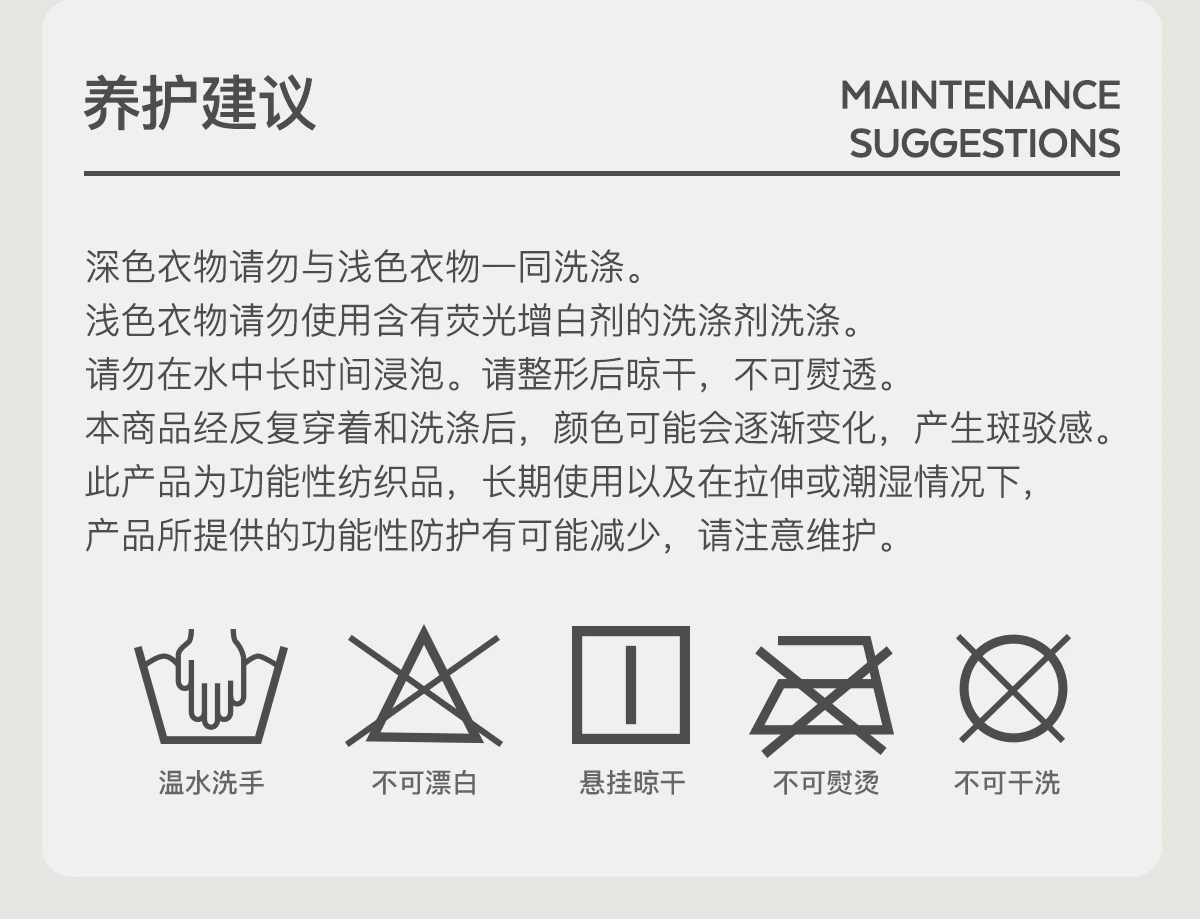 养护建议
MAINTENANCE
SUGGESTIONS
深色衣物请勿与浅色衣物一同洗涤。
浅色衣物请勿使用含有荧光增白剂的洗涤剂洗涤。
请勿在水中长时间浸泡。请整形后晾干，不可熨透。
本商品经反复穿着和洗涤后，颜色可能会逐渐变化，产生斑驳感。
此产品为功能性纺织品，长期使用以及在拉伸或潮湿情况下，
产品所提供的功能性防护有可能减少，请注意维护。
温水洗手
不可漂白
悬挂晾干
不可熨烫
不可干洗